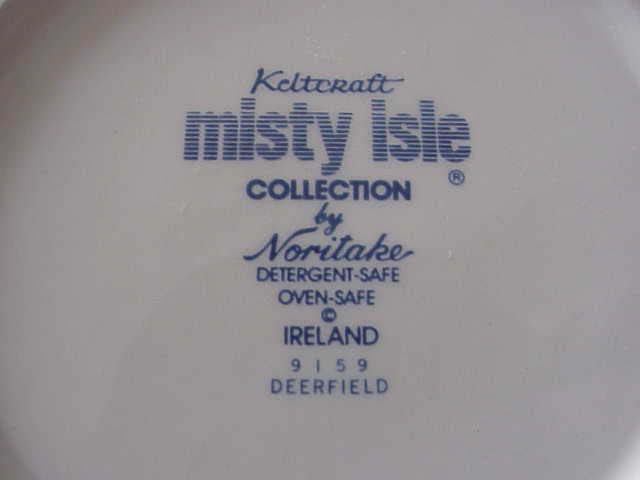 Keltcraft
misty isle
®
COLLECTION
by
Noritake
DETERGENT-SAFE
OVEN-SAFE
©
IRELAND
9159
DEERFIELD